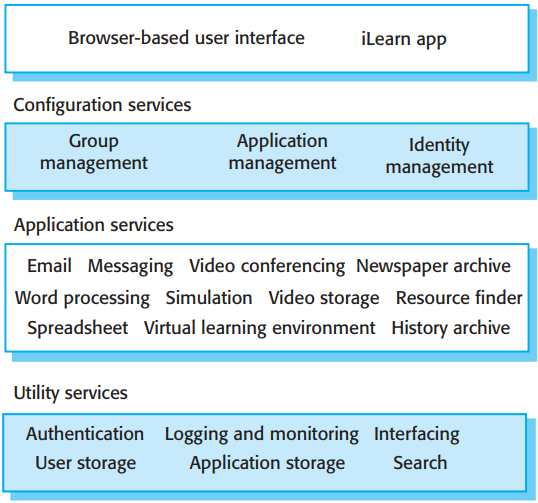 Browser-based user interface iLearn app
Configuration services
Group management Application management Identity management
Application services
Email Messaging Video conferencing Newspaper archive
Word processing Simulation Video storage Resource finder
Spreadsheet Virtual learning environment History archive
Utility services
Authentication Logging and monitoring Interfacing
User storage Application storage Search